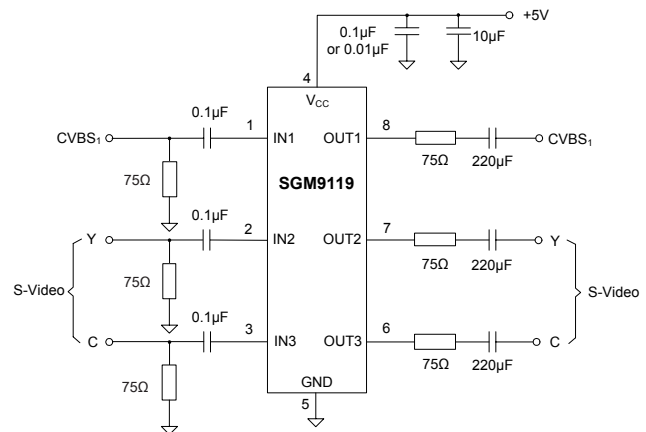 +5V
0.1µF
or 0.01µF
10µF
4
VCC
0.1µF
CVBS1
1
IN1
OUT1
8
CVBS1
75Ω
75Ω
220µF
SGM9119
0.1µF
Y
2
IN2
OUT2
7
Y
75Ω
75Ω
220µF
S-Video
S-Video
0.1µF
C
3
IN3
OUT3
6
C
75Ω
75Ω
220µF
GND
5